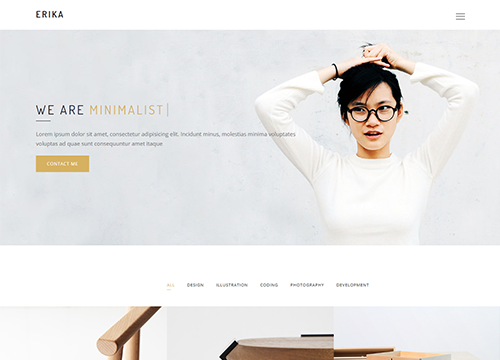 ERIKA
WE ARE MINIMALIST|
Lorem ipsum dolor sit amet, consectetur adipisicing elit. Incidunt minus, molestias minima voluptates
voluptas ad quae sunt consequuntur amet itaque
CONTACT ME
ALL DESIGN ILLUSTRATION CODING PHOTOGRAPHY DEVELOPMENT